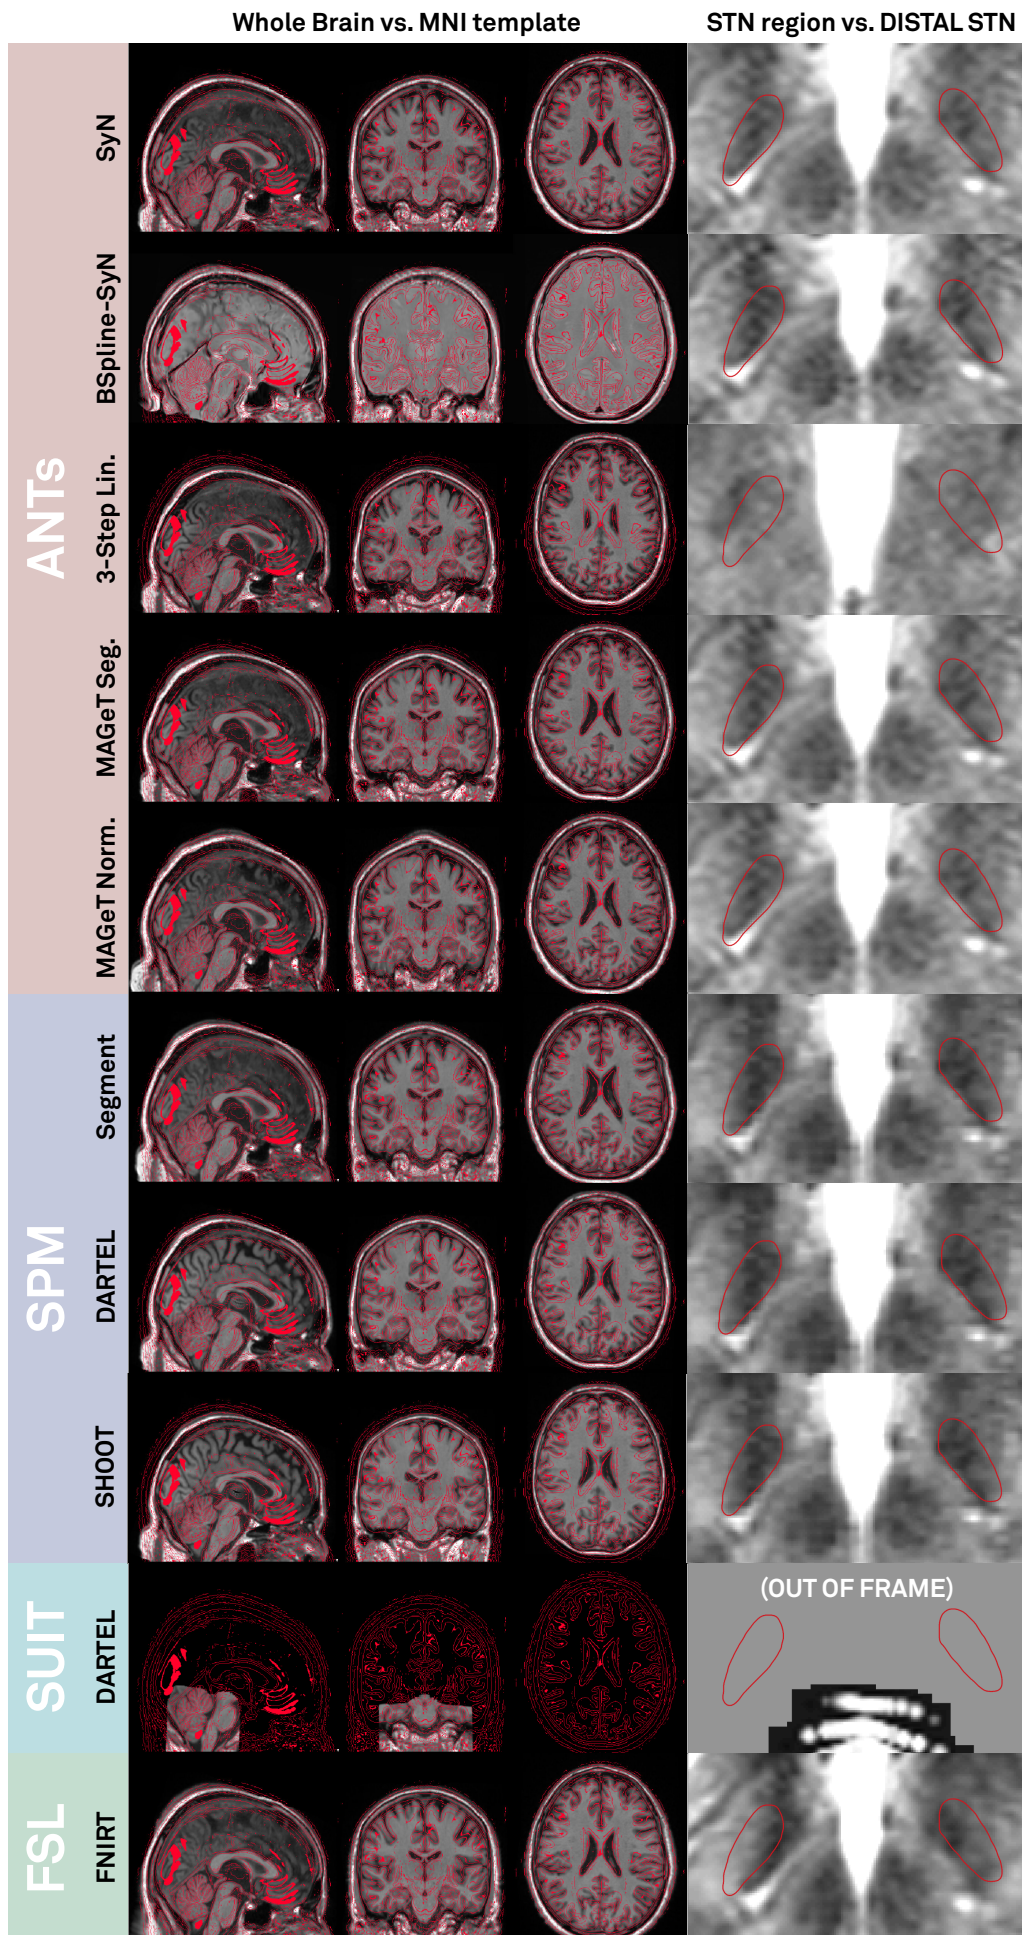 Whole Brain vs. MNI template
STN region vs. DISTAL STN
ANTs
SyN
BSpline-SyN
3-Step Lin.
MAGeT Seg.
MAGeT Norm.
SPM
Segment
DARTEL
SHOOT
SUIT
DARTEL
(OUT OF FRAME)
FSL
FNIRT